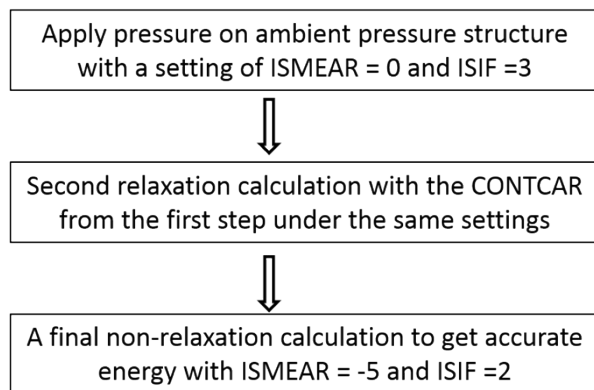 Apply pressure on ambient pressure structure
with a setting of ISMEAR = 0 and ISIF =3
Second relaxation calculation with the CONTCAR
from the first step under the same settings
A final non-relaxation calculation to get accurate
energy with ISMEAR = -5 and ISIF =2